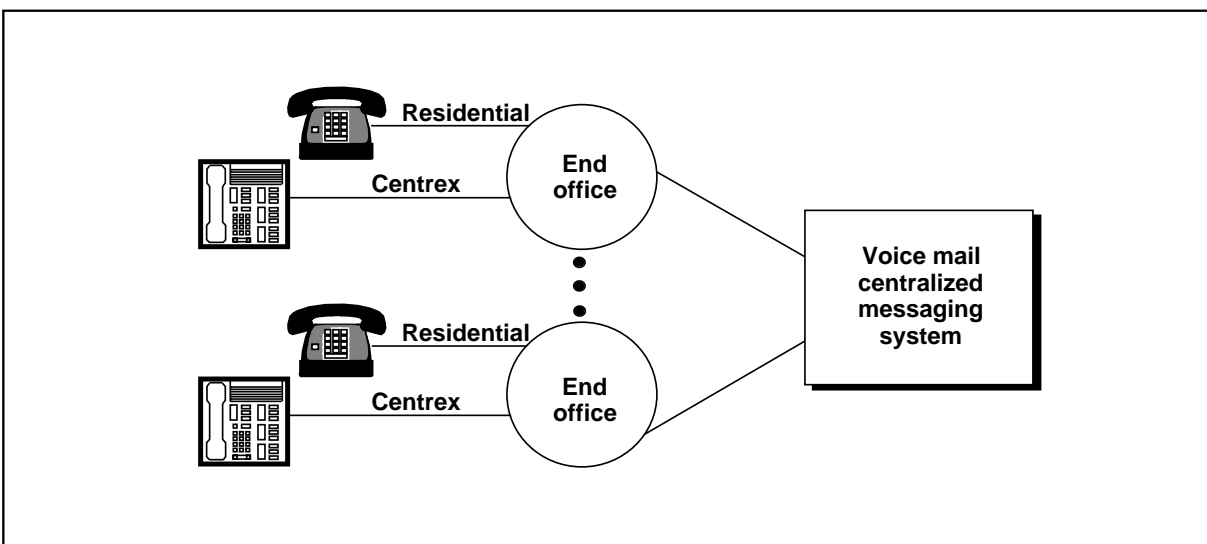 Residential
Centrex
End
office
Voice mail
centralized
messaging
system
Residential
Centrex
End
office